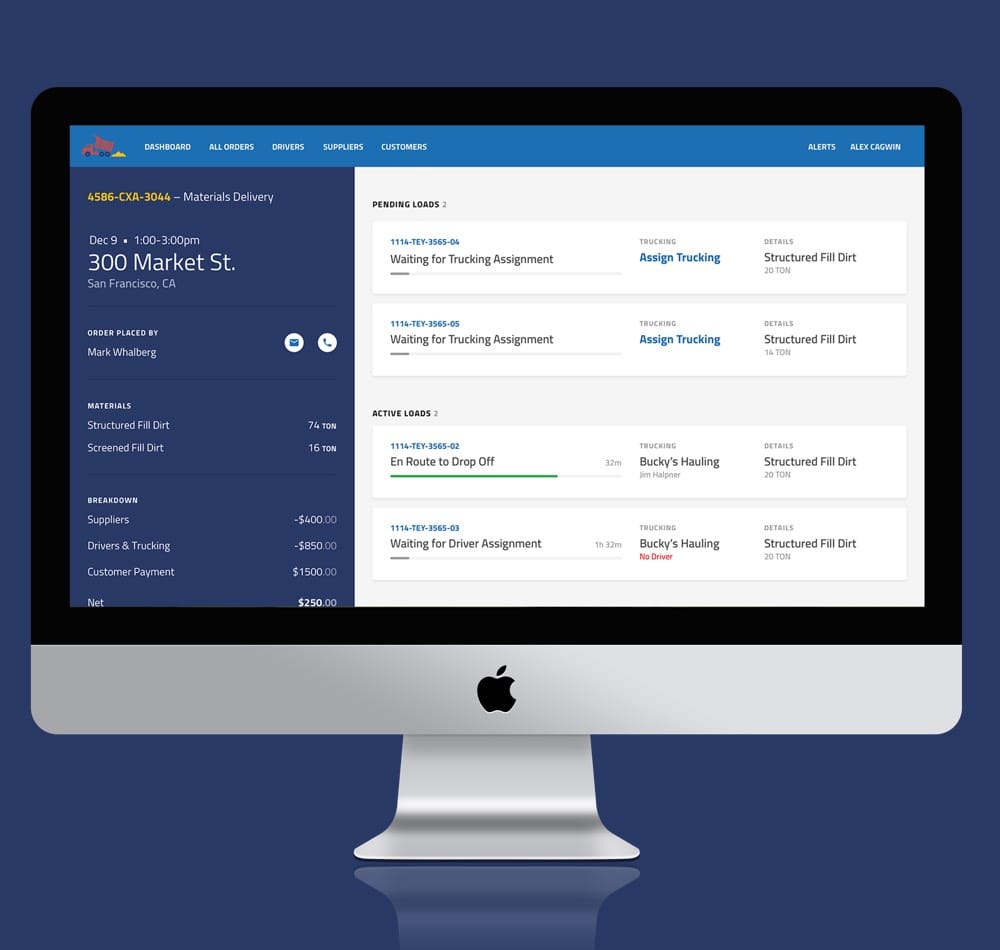 DASHBOARD ALL ORDERS DRIVERS SUPPLIERS CUSTOMERS ALERTS ALEX CAGWIN
4586-CXA-3044 – Materials Delivery
Dec 9 • 1:00-3:00pm
300 Market St.
San Francisco, CA
ORDER PLACED BY
Mark Whalberg
MATERIALS
Structured Fill Dirt 74 TON
Screened Fill Dirt 16 TON
BREAKDOWN
Suppliers -$400.00
Drivers & Trucking -$850.00
Customer Payment $1500.00
Net $250.00
PENDING LOADS 2
1114-TEY-3565-04 TRUCKING DETAILS
Waiting for Trucking Assignment Assign Trucking Structured Fill Dirt
20 TON
1114-TEY-3565-05 TRUCKING DETAILS
Waiting for Trucking Assignment Assign Trucking Structured Fill Dirt
14 TON
ACTIVE LOADS 2
1114-TEY-3565-02 TRUCKING DETAILS
En Route to Drop Off 32m Bucky's Hauling Structured Fill Dirt
Jim Halpner 20 TON
1114-TEY-3565-03 TRUCKING DETAILS
Waiting for Driver Assignment 1h 32m Bucky's Hauling Structured Fill Dirt
No Driver 20 TON